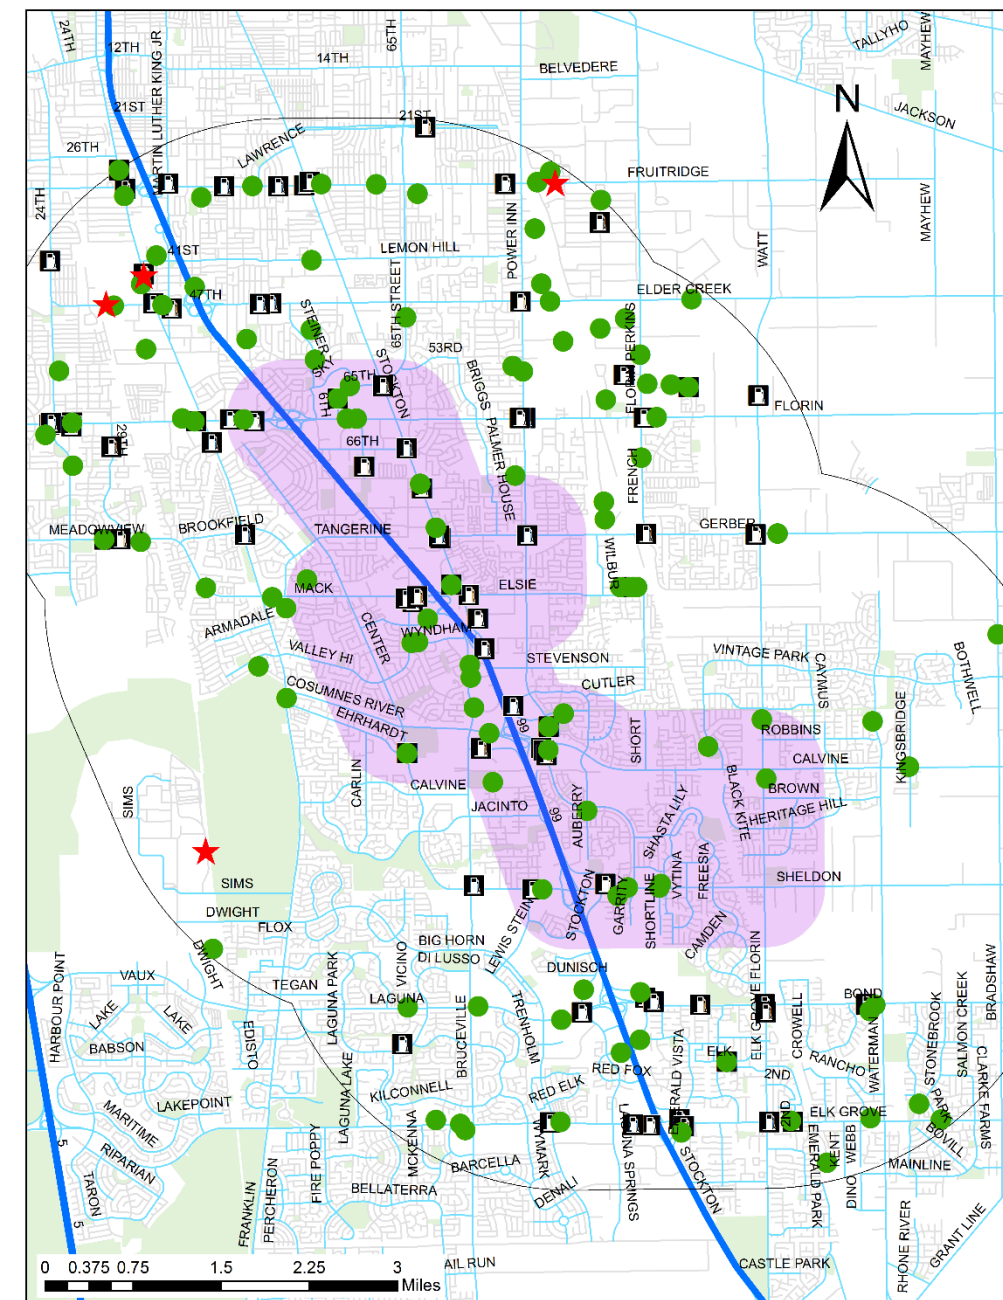 24TH
12TH
65TH
14TH
TALLYHO
MAYHEW
BELVEDERE
MARTIN LUTHER KING JR
21ST
21ST
JACKSON
N
26TH
LAWRENCE
24TH
FRUITRIDGE
MAYHEW
POWER INN
WATT
41ST
LEMON HILL
47TH
65TH STREET
ELDER CREEK
STEINER
SKY
STOCKTON
53RD
BRIGGS
FLORIN PERKINS
65TH
6TH
FLORIN
29TH
66TH
PALMER HOUSE
FRENCH
MEADOWVIEW
BROOKFIELD
TANGERINE
GERBER
WILBUR
MACK
ELSIE
ARMADALE
CENTER
WYNDHAM
VALLEY HI
STEVENSON
VINTAGE PARK
CAYMUS
BOTHWELL
COSUMNES RIVER
CUTLER
EHRHARDT
99
SHORT
ROBBINS
KINGSBRIDGE
CALVINE
CARLIN
CALVINE
SIMS
BLACK KITE
BROWN
JACINTO
99
AUBERRY
SHASTA LILY
HERITAGE HILL
VYTINA
FREESIA
SHELDON
SIMS
STOCKTON
GARRITY
SHORTLINE
LEWIS STEIN
DWIGHT
FLOX
CAMDEN
BIG HORN
DI LUSSO
DWIGHT
HARBOUR POINT
VAUX
LAGUNA PARK
VICINO
DUNISCH
ELK GROVE FLORIN
BRADSHAW
TEGAN
LAGUNA
BOND
LAKE
LAKE
BRUCEVILLE
TRENHOLM
CROWELL
WATERMAN
STONEBROOK
SALMON CREEK
EDISTO
BABSON
ELK
EMERALD VISTA
RANCHO
RED FOX
2ND
CLARKE FARMS
LAGUNA LAKE
KILCONNELL
RED ELK
LAKEPOINT
MARITIME
2ND
ELK GROVE
PARK
MCKENNA
WYMARK
LAGUNA SPRINGS
KENT
WEBB
BOVILL
5
FIRE POPPY
RIPARIAN
BARCELLA
MAINLINE
STOCKTON
EMERALD PARK
PERCHERON
BELLATERRA
DENALI
DINO
TARON
FRANKLIN
RHONE RIVER
GRANT LINE
5
AIL RUN
CASTLE PARK
0 0.375 0.75 1.5 2.25 3
Miles